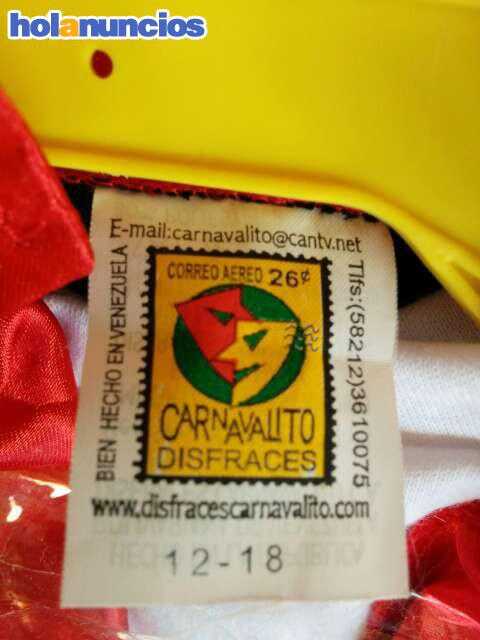 holanuncios
E-mail:carnavalito@cantv.net
BIEN HECHO EN VENEZUELA
Tlfs:(58212)3610075
CORREO AEREO 26¢
CARNAVALITO
DISFRACES
www.disfracescarnavalito.com
12-18